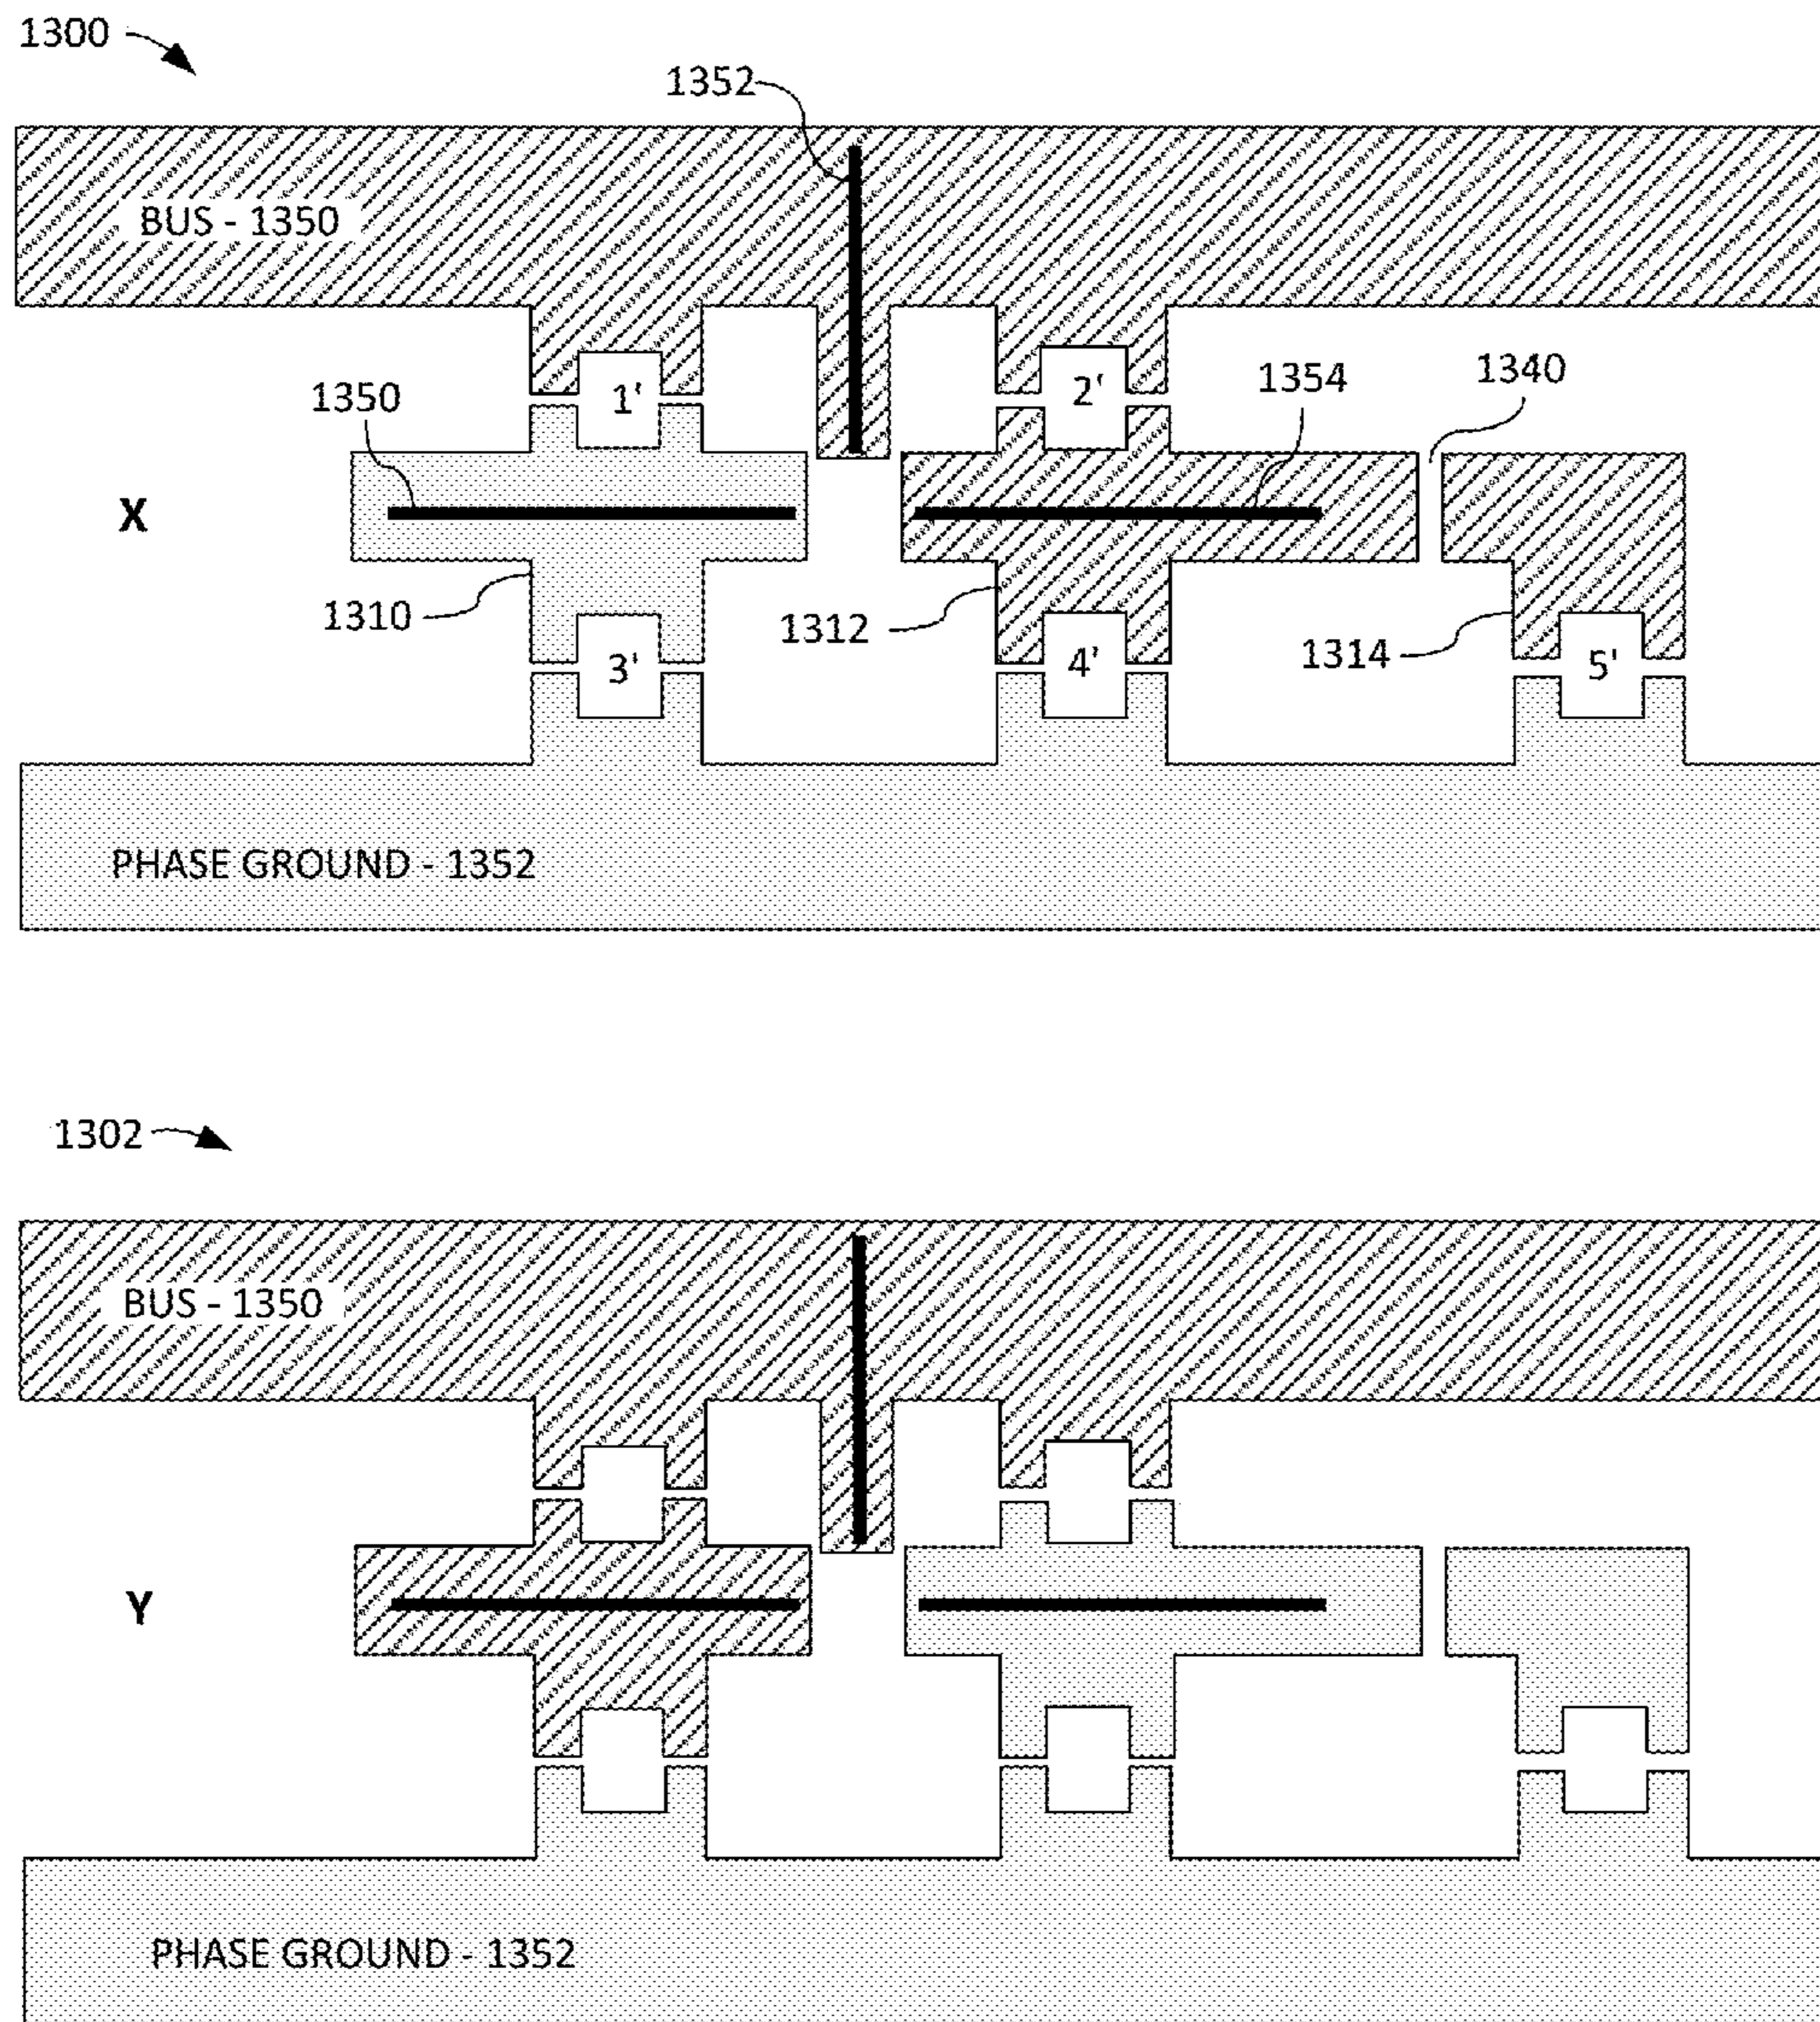 1300
1352
BUS - 1350
1350
1'
2'
1354
1340
X
1310
3'
1312
4'
1314
5'
PHASE GROUND - 1352
1302
BUS - 1350
Y
PHASE GROUND - 1352